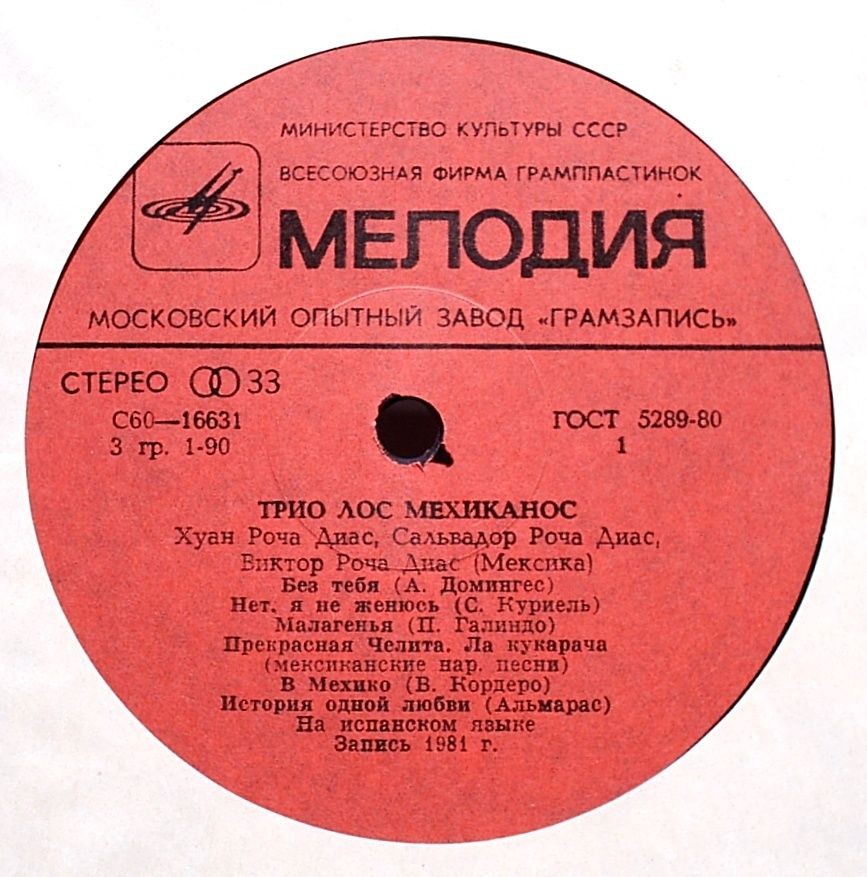 МИНИСТЕРСТВО КУЛЬТУРЫ СССР
ВСЕСОЮЗНАЯ ФИРМА ГРАМПЛАСТИНОК
МЕЛОДИЯ
МОСКОВСКИЙ ОПЫТНЫЙ ЗАВОД «ГРАМЗАПИСЬ»
СТЕРЕО 33
С60—16631 ГОСТ 5289-80
3 гр. 1-90 1
ТРИО ЛОС МЕХИКАНОС
Хуан Роча Диас, Сальвадор Роча Диас,
Виктор Роча Диас (Мексика)
Без тебя (А. Домингес)
Нет, я не женюсь (С. Куриель)
Малагенья (П. Галиндо)
Прекрасная Челита. Ла кукарача
(мексиканские нар. песни)
В Мехико (В. Кордеро)
История одной любви (Альмарас)
На испанском языке
Запись 1981 г.